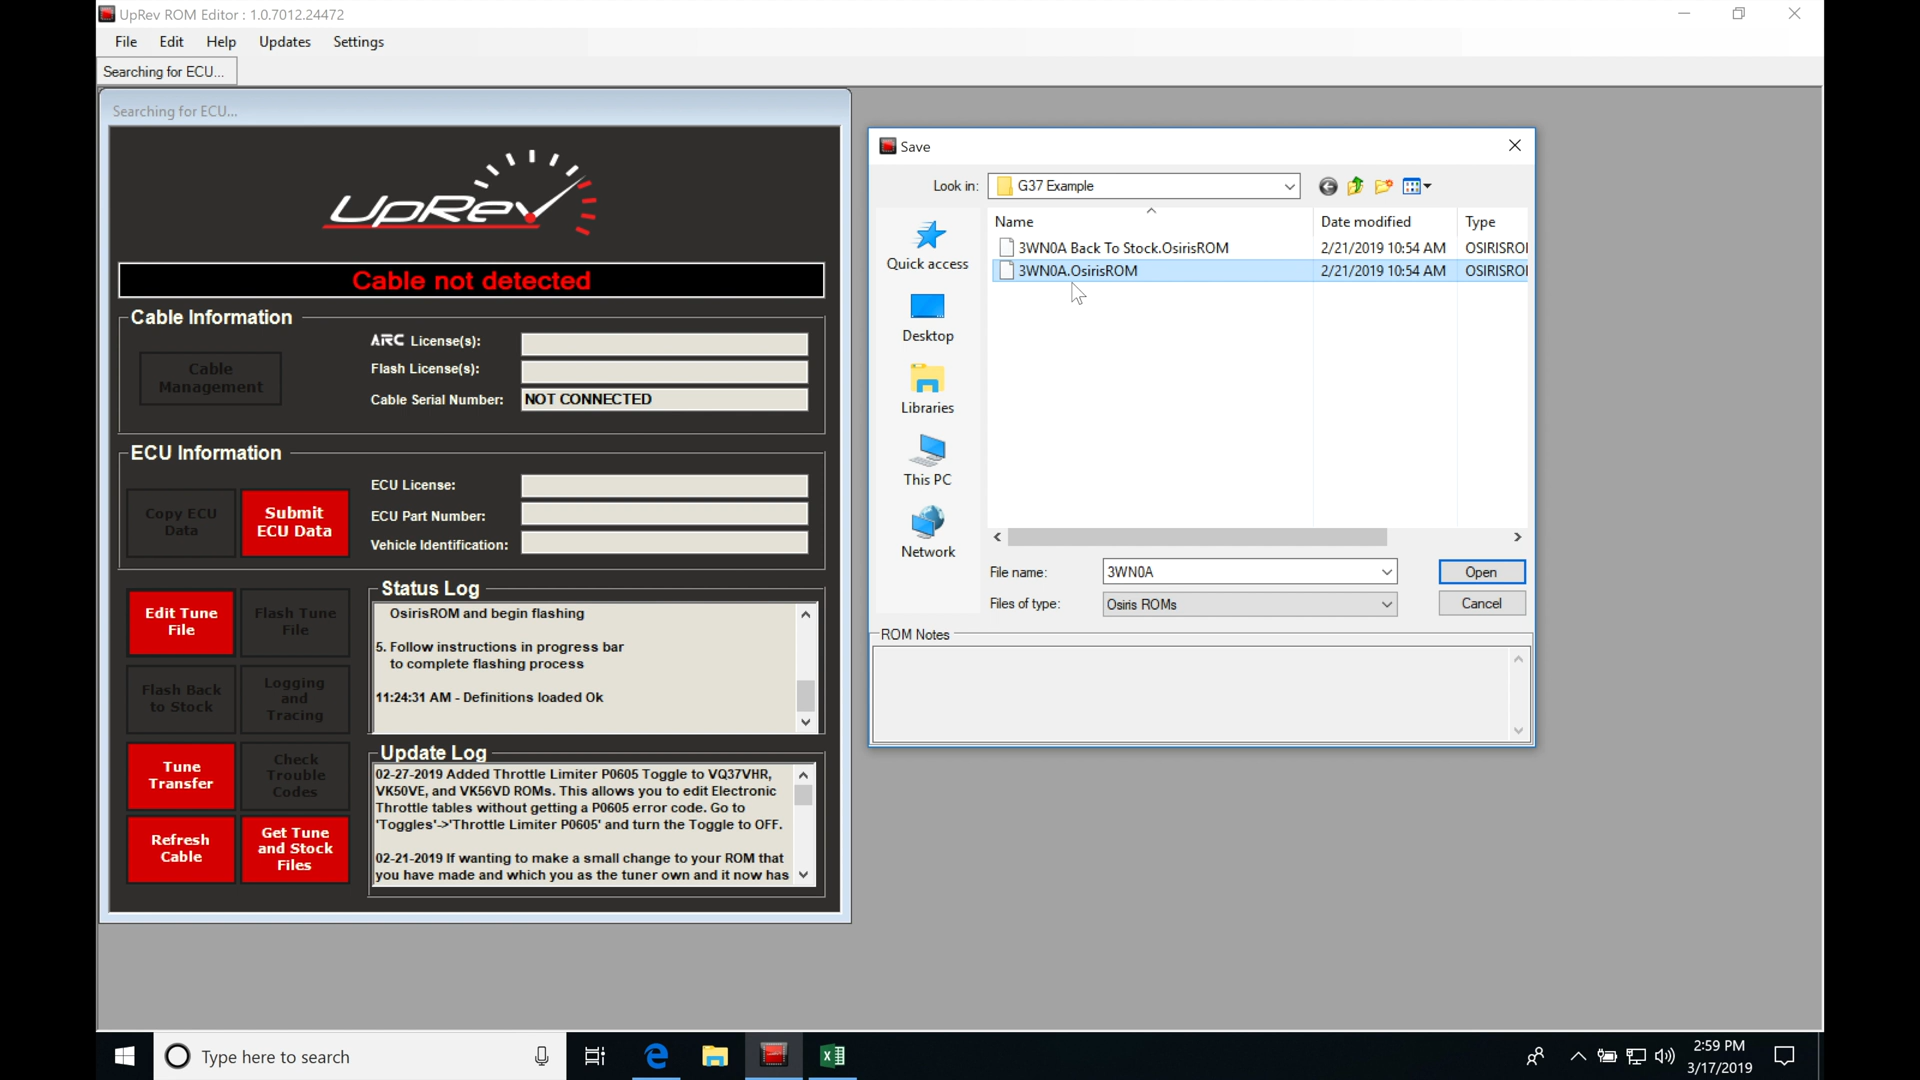 UpRev ROM Editor : 1.0.7012.24472
File Edit Help Updates Settings
Searching for ECU...
Searching for ECU...
UpRev
Cable not detected
Cable Information
Cable Management
ARC License(s):
Flash License(s):
Cable Serial Number: NOT CONNECTED
ECU Information
Copy ECU Data
Submit ECU Data
ECU License:
ECU Part Number:
Vehicle Identification:
Edit Tune File
Flash Tune File
Flash Back to Stock
Logging and Tracing
Tune Transfer
Check Trouble Codes
Refresh Cable
Get Tune and Stock Files
Status Log
OsirisROM and begin flashing
5. Follow instructions in progress bar
to complete flashing process
11:24:31 AM - Definitions loaded Ok
Update Log
02-27-2019 Added Throttle Limiter P0605 Toggle to VQ37VHR,
VK50VE, and VK56VD ROMs. This allows you to edit Electronic
Throttle tables without getting a P0605 error code. Go to
'Toggles'->'Throttle Limiter P0605' and turn the Toggle to OFF.
02-21-2019 If wanting to make a small change to your ROM that
you have made and which you as the tuner own and it now has
Save
Look in: G37 Example
Quick access
Desktop
Libraries
This PC
Network
Name Date modified Type
3WN0A Back To Stock.OsirisROM 2/21/2019 10:54 AM OSIRISROI
3WN0A.OsirisROM 2/21/2019 10:54 AM OSIRISROI
File name: 3WN0A Open
Files of type: Osiris ROMs Cancel
ROM Notes
Type here to search
2:59 PM
3/17/2019